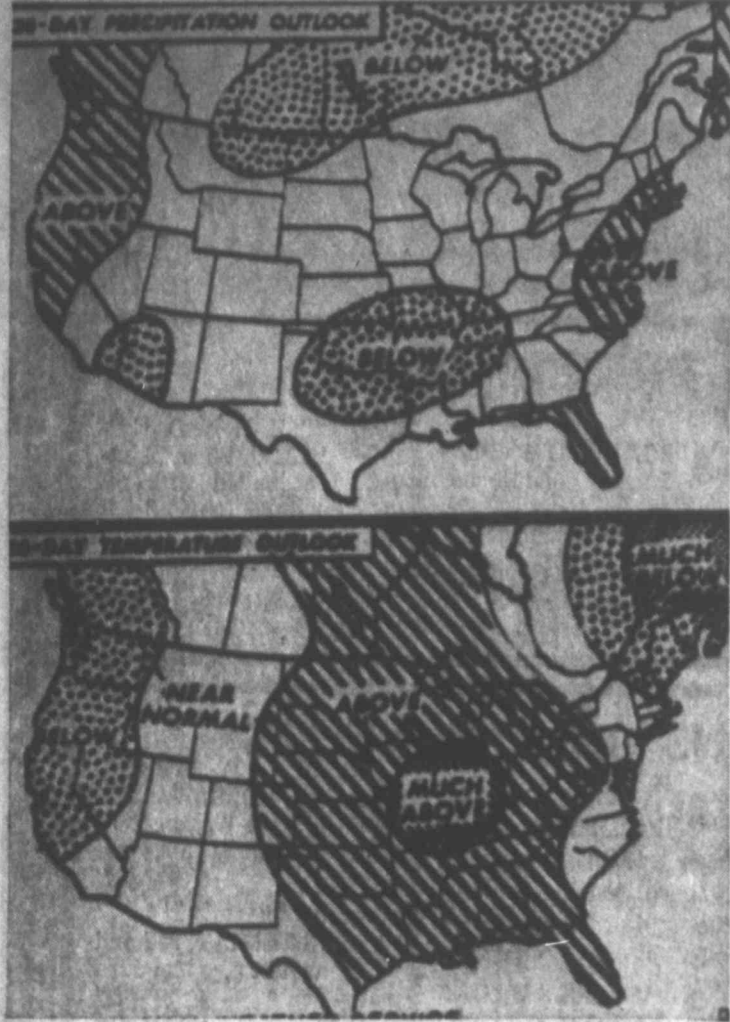 -DAY PRECIPITATION OUTLOOK
BELOW
ABOVE
ABOVE
BELOW
-DAY TEMPERATURE OUTLOOK
MUCH
BELOW
NEAR
NORMAL
ABOVE
BELOW
MUCH
ABOVE